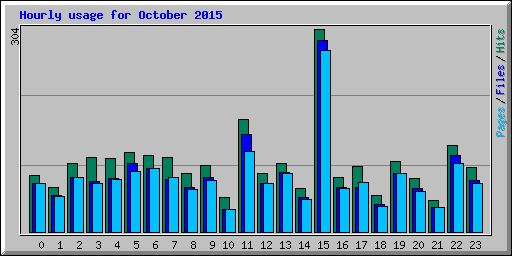 Hourly usage for October 2015
304
Pages / Files / Hits
0 1 2 3 4 5 6 7 8 9 10 11 12 13 14 15 16 17 18 19 20 21 22 23